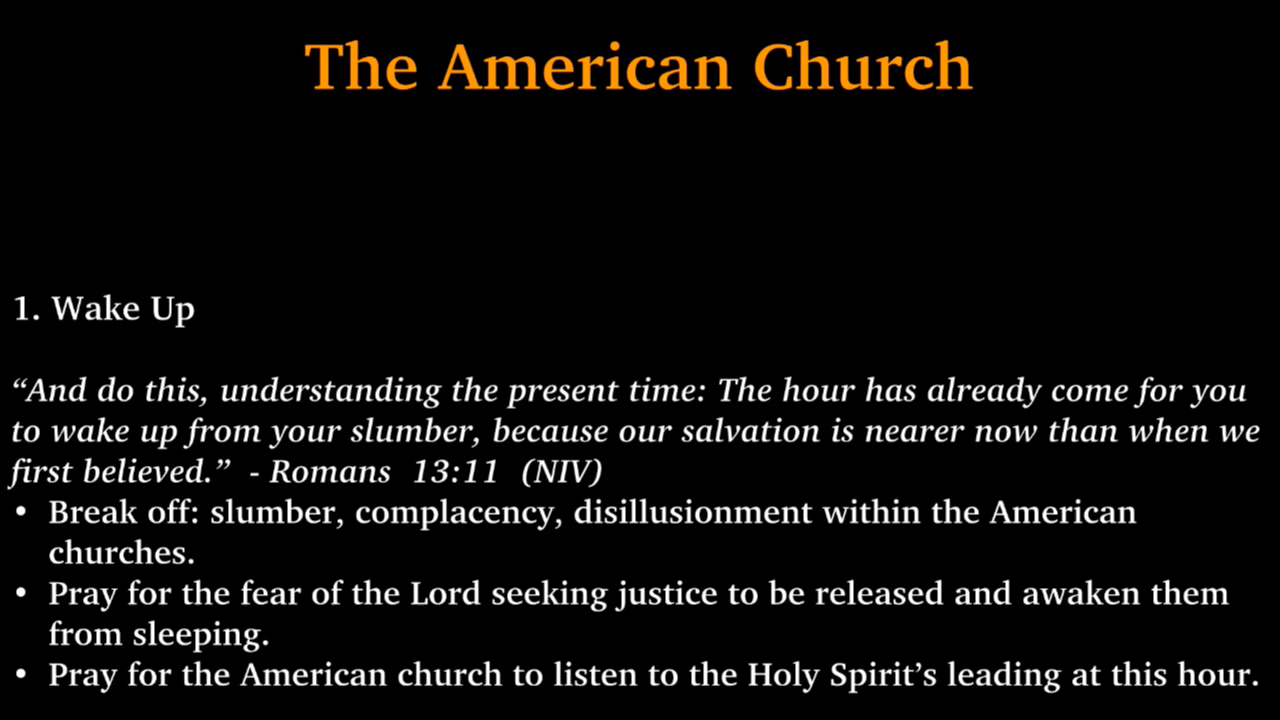 The American Church
1. Wake Up
“And do this, understanding the present time: The hour has already come for you
to wake up from your slumber, because our salvation is nearer now than when we
first believed.”  - Romans  13:11  (NIV)
• Break off: slumber, complacency, disillusionment within the American
churches.
• Pray for the fear of the Lord seeking justice to be released and awaken them
from sleeping.
• Pray for the American church to listen to the Holy Spirit’s leading at this hour.